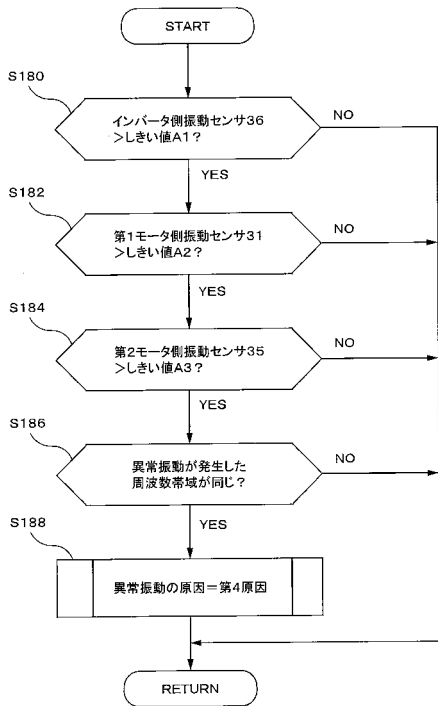 START
S180
インバータ側振動センサ36
>しきい値A1?
NO
YES
S182
第1モータ側振動センサ31
>しきい値A2?
NO
YES
S184
第2モータ側振動センサ35
>しきい値A3?
NO
YES
S186
異常振動が発生した
周波数帯域が同じ?
NO
YES
S188
異常振動の原因=第4原因
RETURN